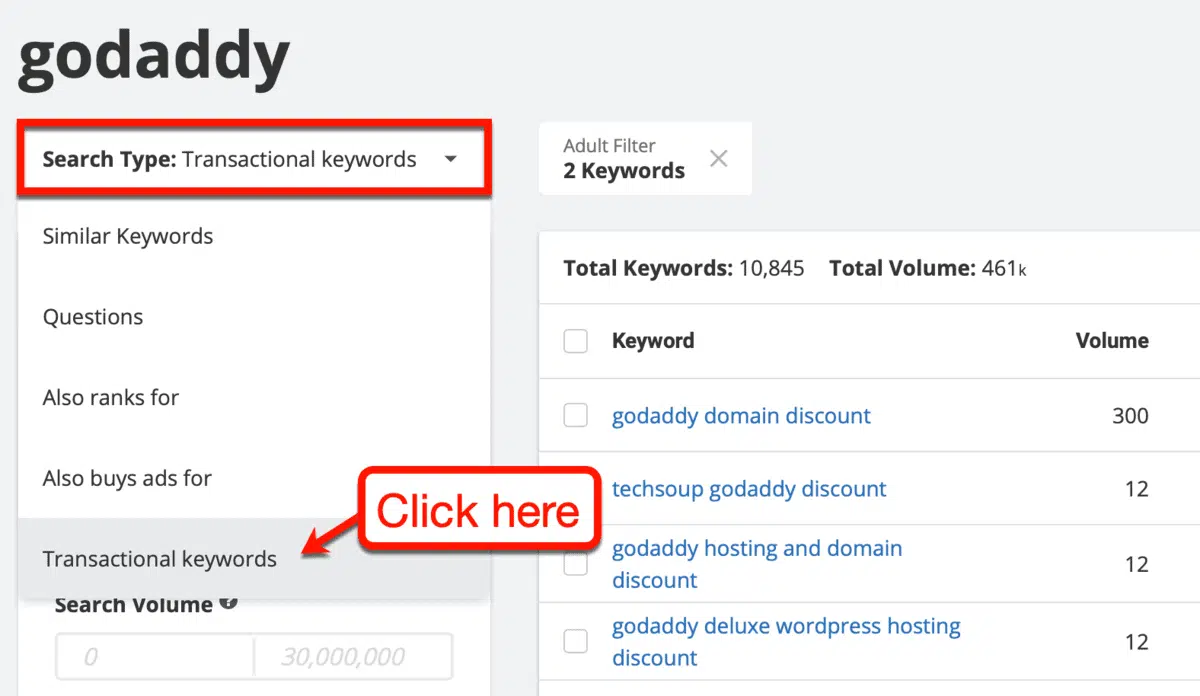 godaddy
Search Type: Transactional keywords
Similar Keywords
Questions
Also ranks for
Also buys ads for
Transactional keywords
Click here
Search Volume ?
0
30,000,000
Adult Filter
2 Keywords
Total Keywords: 10,845 Total Volume: 461k
Keyword Volume
godaddy domain discount 300
techsoup godaddy discount 12
godaddy hosting and domain
discount 12
godaddy deluxe wordpress hosting
discount 12